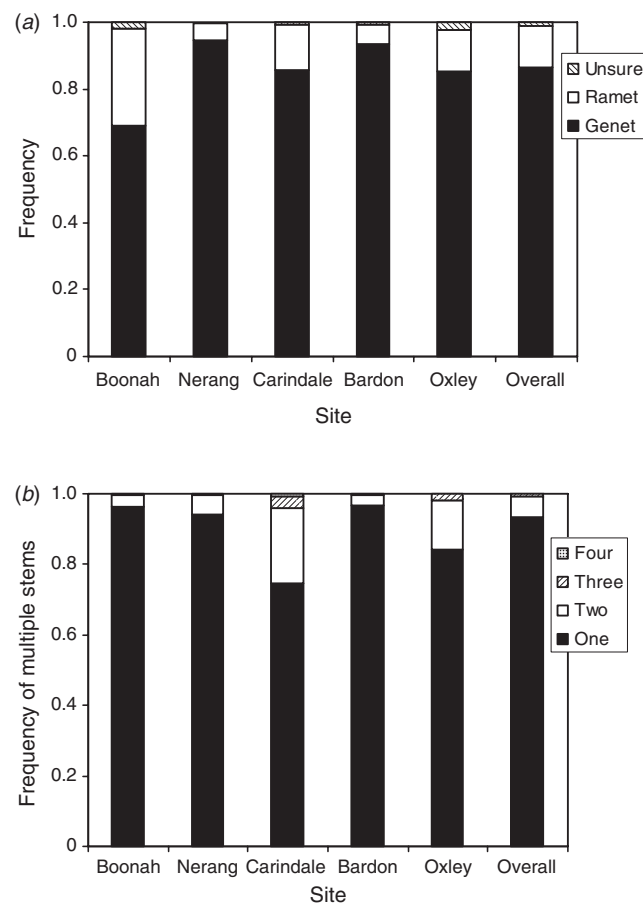 (a)
1.0
0.8
0.6
0.4
0.2
0
Frequency
Unsure
Ramet
Genet
Boonah Nerang Carindale Bardon Oxley Overall
Site
(b)
1.0
0.8
0.6
0.4
0.2
0
Frequency of multiple stems
Four
Three
Two
One
Boonah Nerang Carindale Bardon Oxley Overall
Site